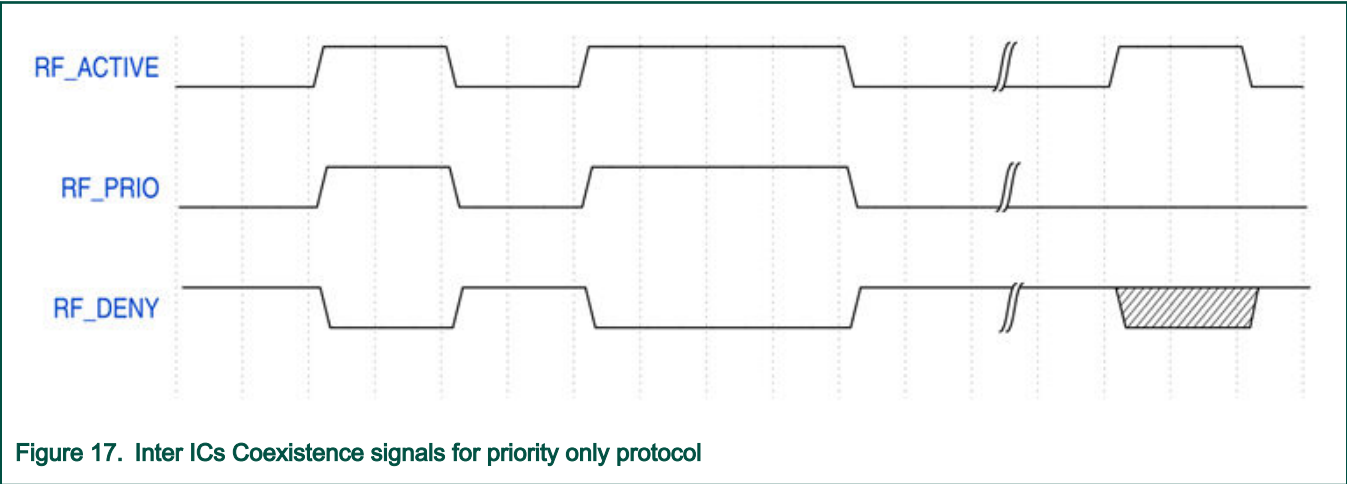 RF_ACTIVE
RF_PRIO
RF_DENY
Figure 17. Inter ICs Coexistence signals for priority only protocol